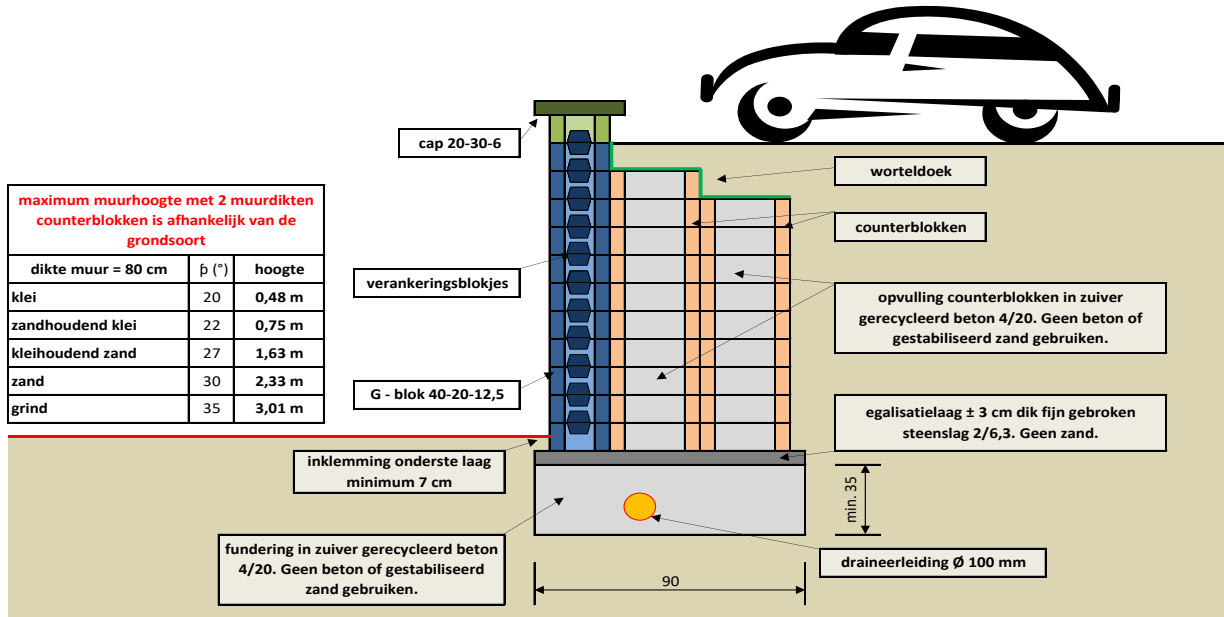 cap 20-30-6
worteldoek
maximum muurhoogte met 2 muurdikten
counterblokken is afhankelijk van de
grondsoort
dikte muur = 80 cm þ (°) hoogte
klei 20 0,48 m
zandhoudend klei 22 0,75 m
kleihoudend zand 27 1,63 m
zand 30 2,33 m
grind 35 3,01 m
counterblokken
verankeringsblokjes
opvulling counterblokken in zuiver
gerecycleerd beton 4/20. Geen beton of
gestabiliseerd zand gebruiken.
G - blok 40-20-12,5
egalisatielaag ± 3 cm dik fijn gebroken
steenslag 2/6,3. Geen zand.
inklemming onderste laag
minimum 7 cm
min. 35
fundering in zuiver gerecycleerd beton
4/20. Geen beton of gestabiliseerd
zand gebruiken.
draineerleiding Ø 100 mm
90